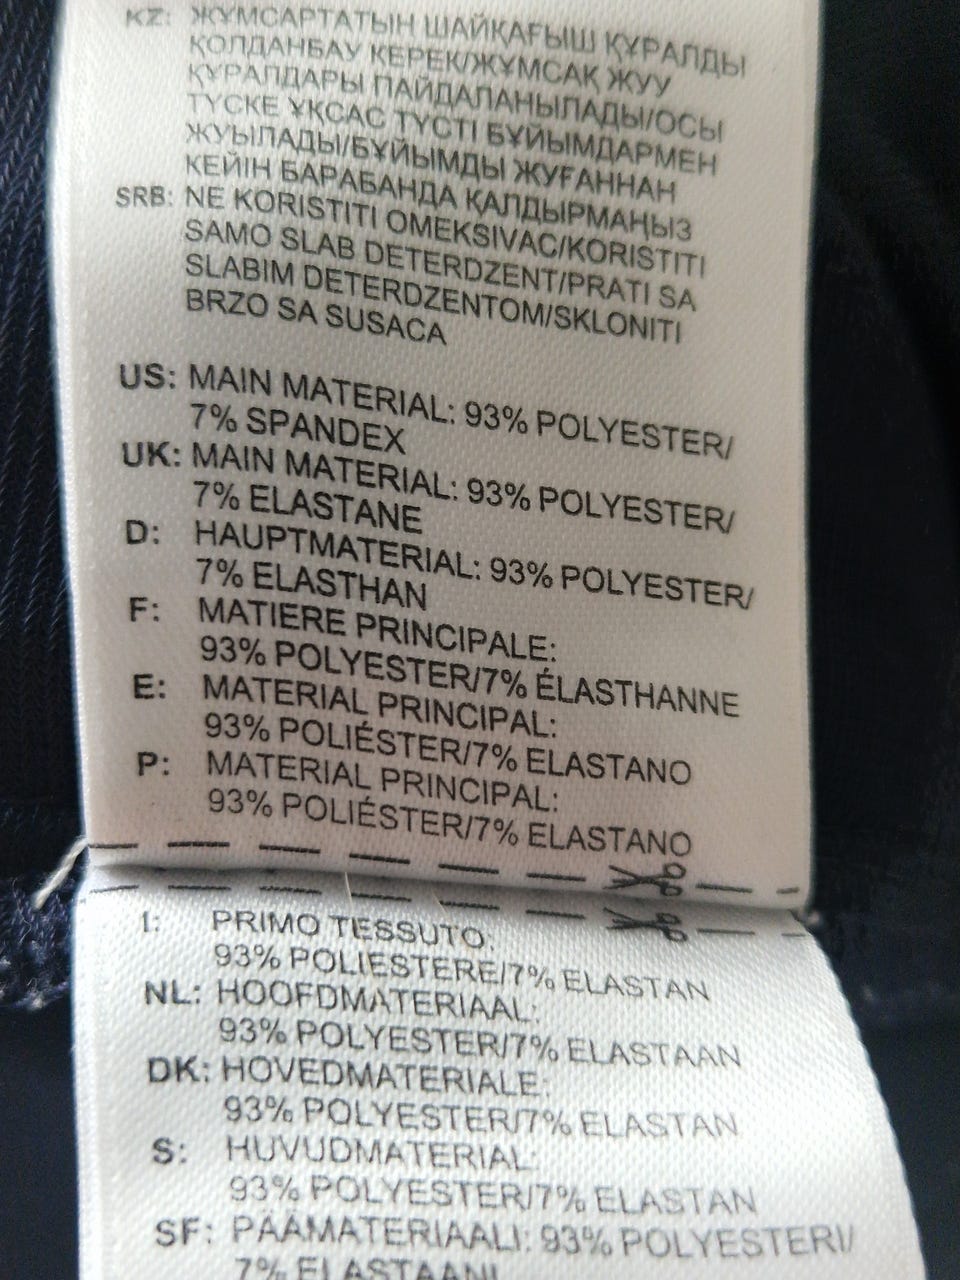 KZ: ЖҰМСАРТАТЫН ШАЙҚАҒЫШ ҚҰРАЛДЫ
ҚОЛДАНБАУ КЕРЕК/ЖҰМСАҚ ЖУУ
ҚҰРАЛДАРЫ ПАЙДАЛАНЫЛАДЫ/ОСЫ
ТҮСКЕ ҰҚСАС ТҮСТІ БҰЙЫМДАРМЕН
ЖУЫЛАДЫ/БҰЙЫМДЫ ЖУҒАННАН
КЕЙІН БАРАБАНДА ҚАЛДЫРМАҢЫЗ
SRB: NE KORISTITI OMEKSIVAC/KORISTITI
SAMO SLAB DETERDZENT/PRATI SA
SLABIM DETERDZENTOM/SKLONITI
BRZO SA SUSACA
US: MAIN MATERIAL: 93% POLYESTER/
7% SPANDEX
UK: MAIN MATERIAL: 93% POLYESTER/
7% ELASTANE
D: HAUPTMATERIAL: 93% POLYESTER/
7% ELASTHAN
F: MATIERE PRINCIPALE:
93% POLYESTER/7% ÉLASTHANNE
E: MATERIAL PRINCIPAL:
93% POLIÉSTER/7% ELASTANO
P: MATERIAL PRINCIPAL:
93% POLIÉSTER/7% ELASTANO
I: PRIMO TESSUTO:
93% POLIESTERE/7% ELASTAN
NL: HOOFDMATERIAAL:
93% POLYESTER/7% ELASTAAN
DK: HOVEDMATERIALE:
93% POLYESTER/7% ELASTAN
S: HUVUDMATERIAL:
93% POLYESTER/7% ELASTAN
SF: PÄÄMATERIAALI: 93% POLYESTERI/
7% ELASTAANI